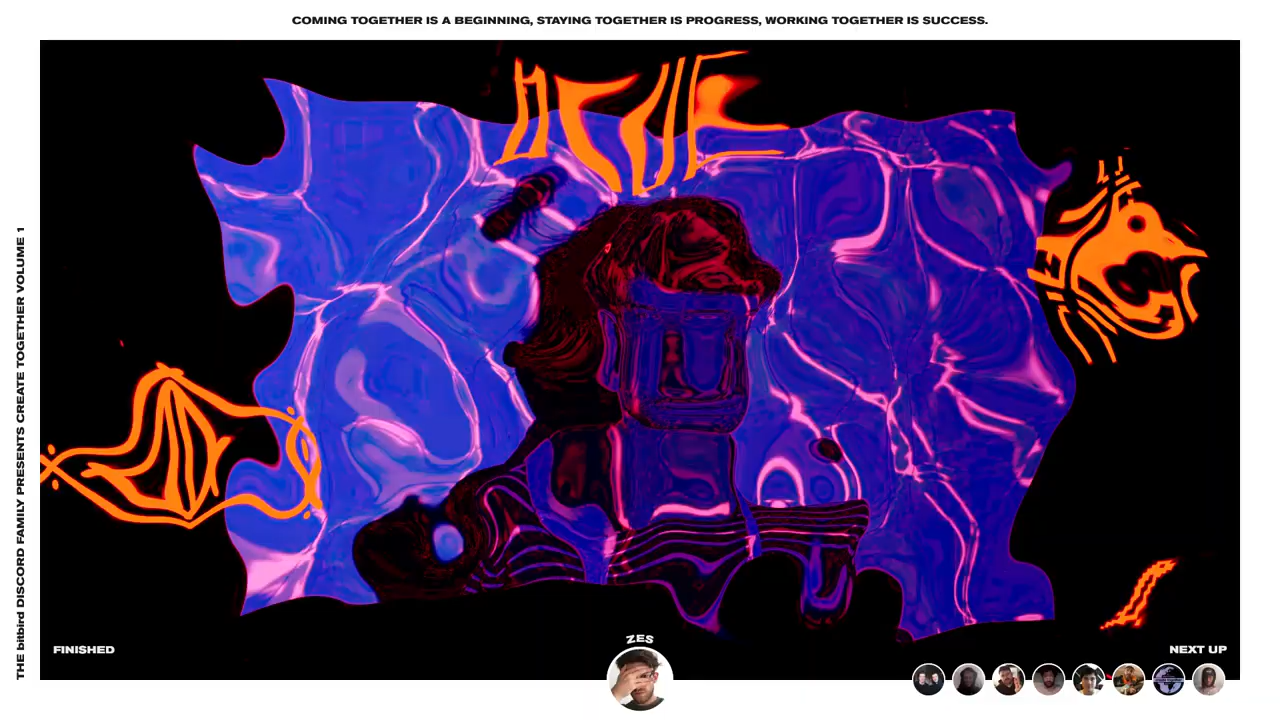 COMING TOGETHER IS A BEGINNING, STAYING TOGETHER IS PROGRESS, WORKING TOGETHER IS SUCCESS.
THE bitbird DISCORD FAMILY PRESENTS CREATE TOGETHER VOLUME 1
FINISHED
ZES
NEXT UP